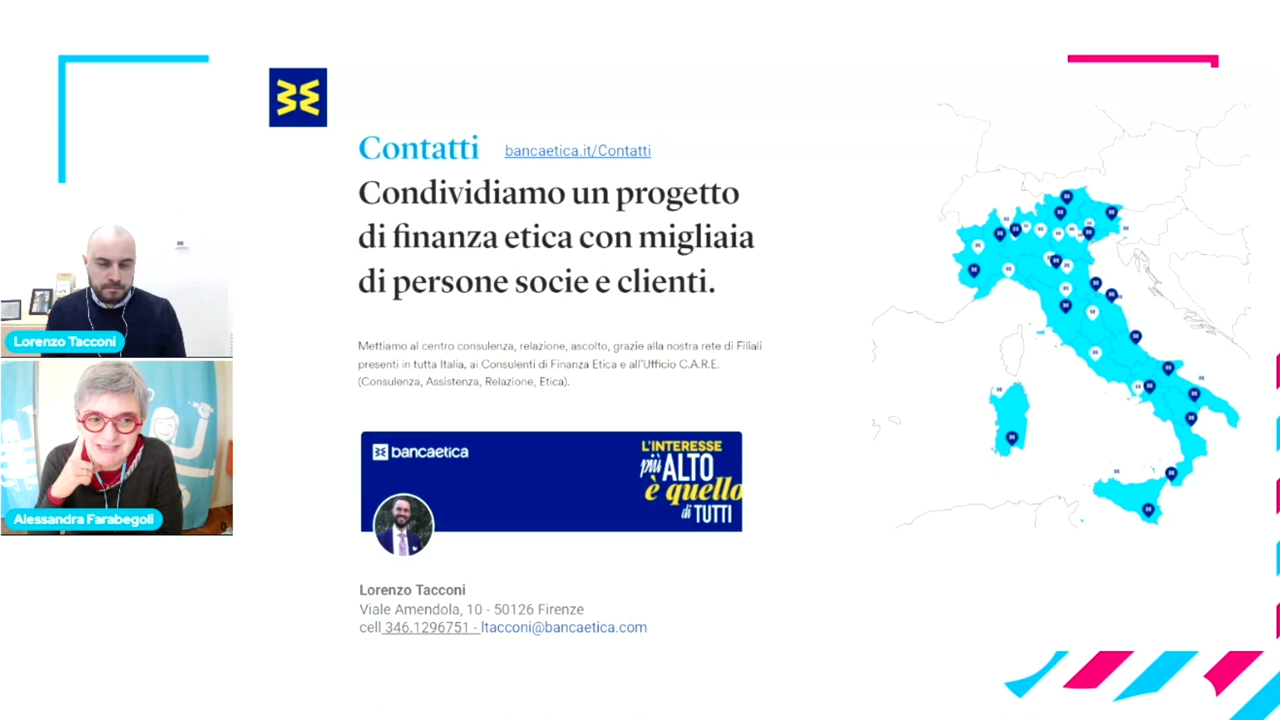 Contatti bancaetica.it/Contatti
Condividiamo un progetto
di finanza etica con migliaia
di persone socie e clienti.
Mettiamo al centro consulenza, relazione, ascolto, grazie alla nostra rete di Filiali
presenti in tutta Italia, ai Consulenti di Finanza Etica e all'Ufficio C.A.R.E.
(Consulenza, Assistenza, Relazione, Etica).
bancaetica
L'INTERESSE
più ALTO
è quello
di TUTTI
Lorenzo Tacconi
Viale Amendola, 10 - 50126 Firenze
cell 346.1296751 - ltacconi@bancaetica.com
Lorenzo Tacconi
Alessandra Farabegoli